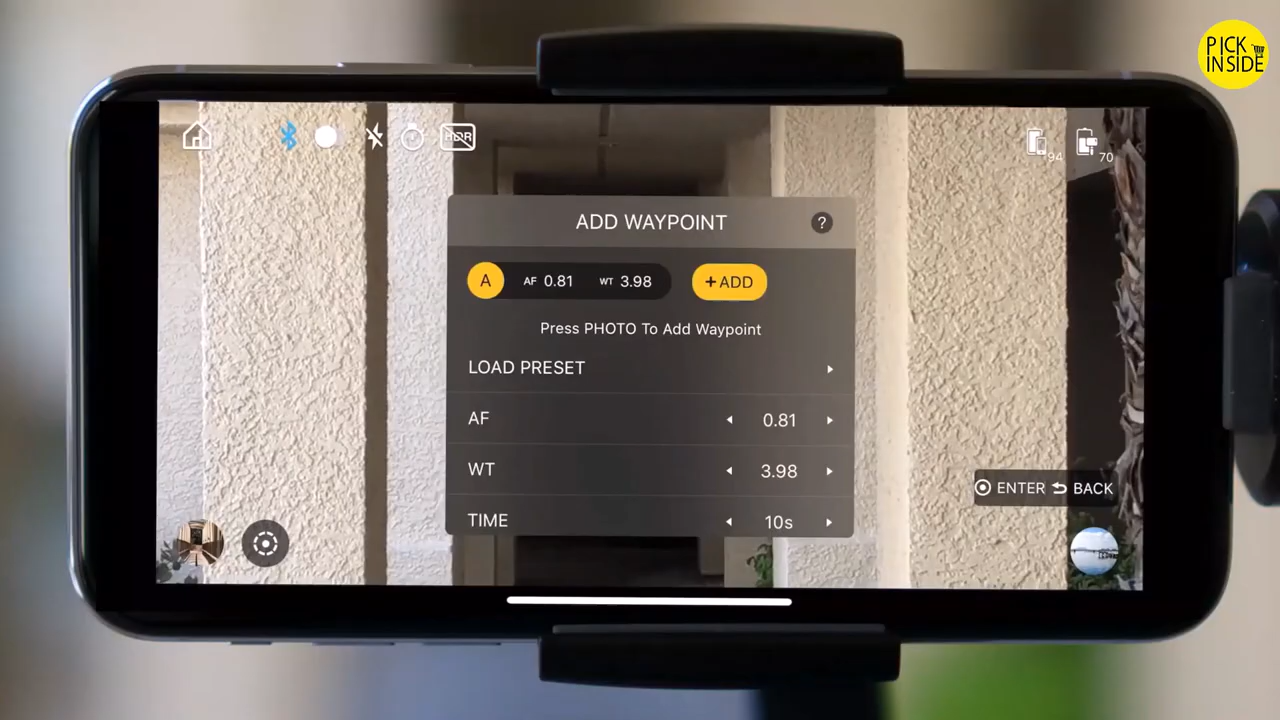 PICK
INSIDE
HDR
94
70
ADD WAYPOINT
?
A AF 0.81 WT 3.98 +ADD
Press PHOTO To Add Waypoint
LOAD PRESET
AF 0.81
WT 3.98
ENTER BACK
TIME 10s